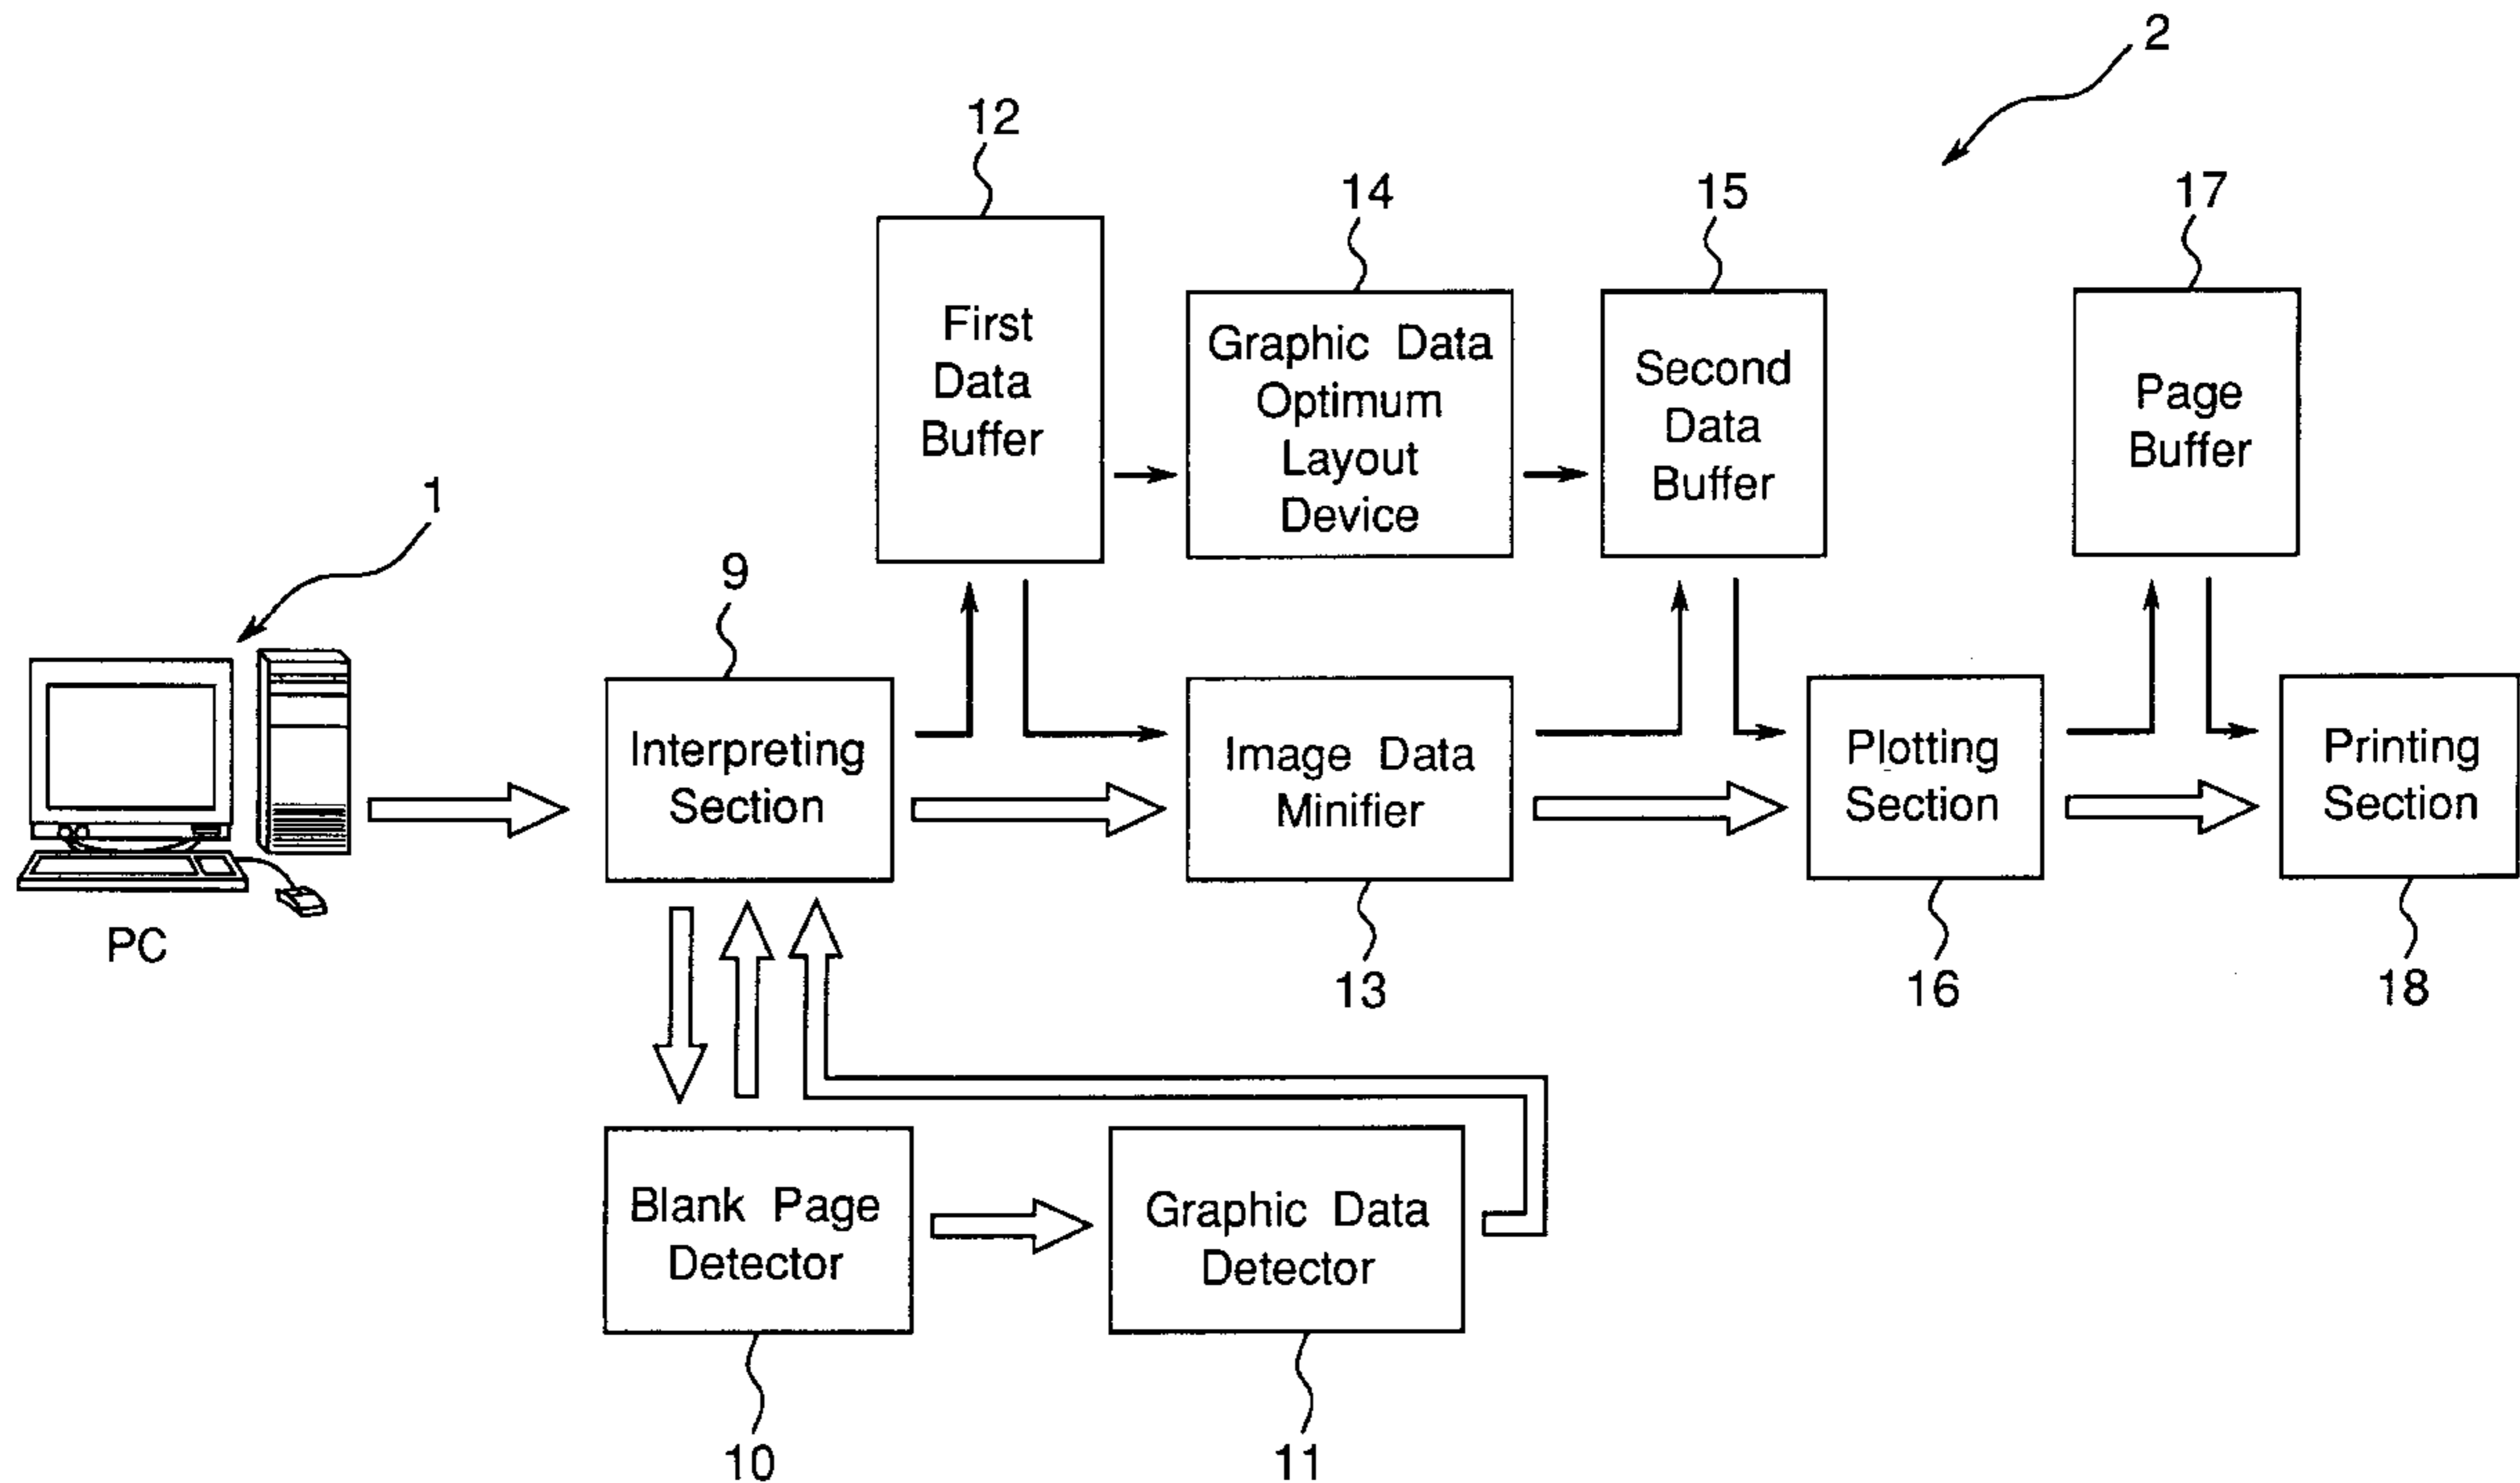 2
12
14
15
17
First
Data
Buffer
Graphic Data
Optimum
Layout
Device
Second
Data
Buffer
Page
Buffer
1
9
PC
Interpreting
Section
Image Data
Minifier
Plotting
Section
Printing
Section
13
16
18
Blank Page
Detector
Graphic Data
Detector
10
11